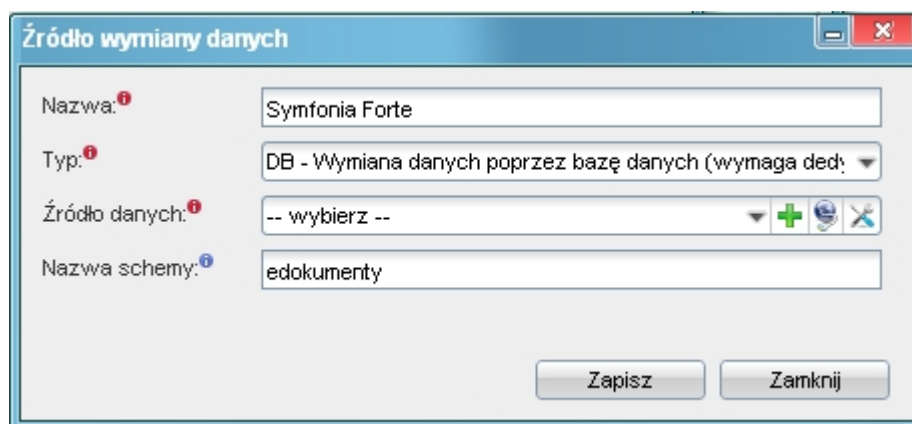 Źródło wymiany danych
Nazwa: Symfonia Forte
Typ: DB - Wymiana danych poprzez bazę danych (wymaga
Źródło danych: -- wybierz --
Nazwa schemy: edokumenty
Zapisz Zamknij